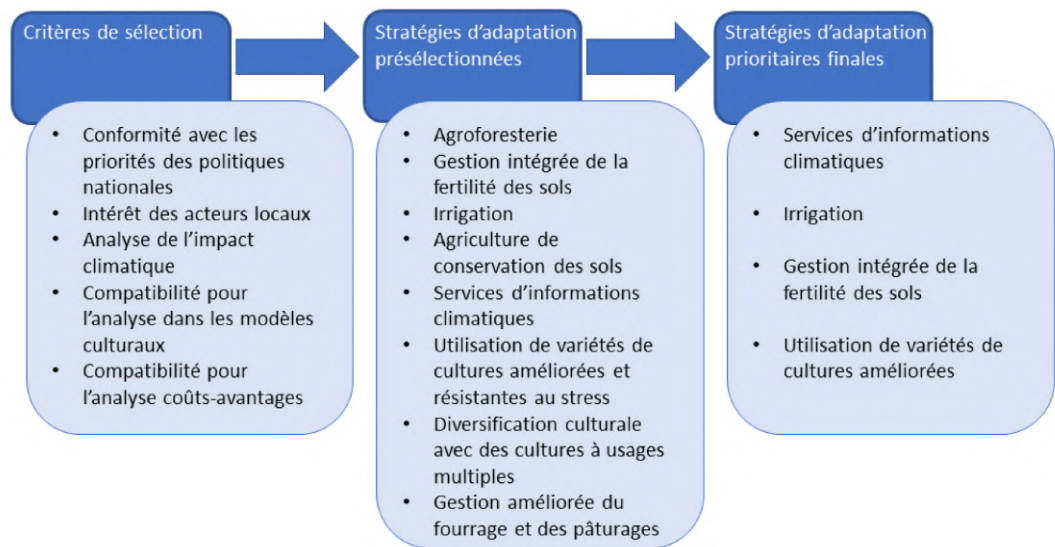 Critères de sélection
Conformité avec les
priorités des politiques
nationales
Intérêt des acteurs locaux
Analyse de l'impact
climatique
Compatibilité pour
l'analyse dans les modèles
culturaux
Compatibilité pour
l'analyse coûts-avantages
Stratégies d'adaptation
présélectionnées
Agroforesterie
Gestion intégrée de la
fertilité des sols
Irrigation
Agriculture de
conservation des sols
Services d'informations
climatiques
Utilisation de variétés de
cultures améliorées et
résistantes au stress
Diversification culturale
avec des cultures à usages
multiples
Gestion améliorée du
fourrage et des pâturages
Stratégies d'adaptation
prioritaires finales
Services d'informations
climatiques
Irrigation
Gestion intégrée de la
fertilité des sols
Utilisation de variétés de
cultures améliorées